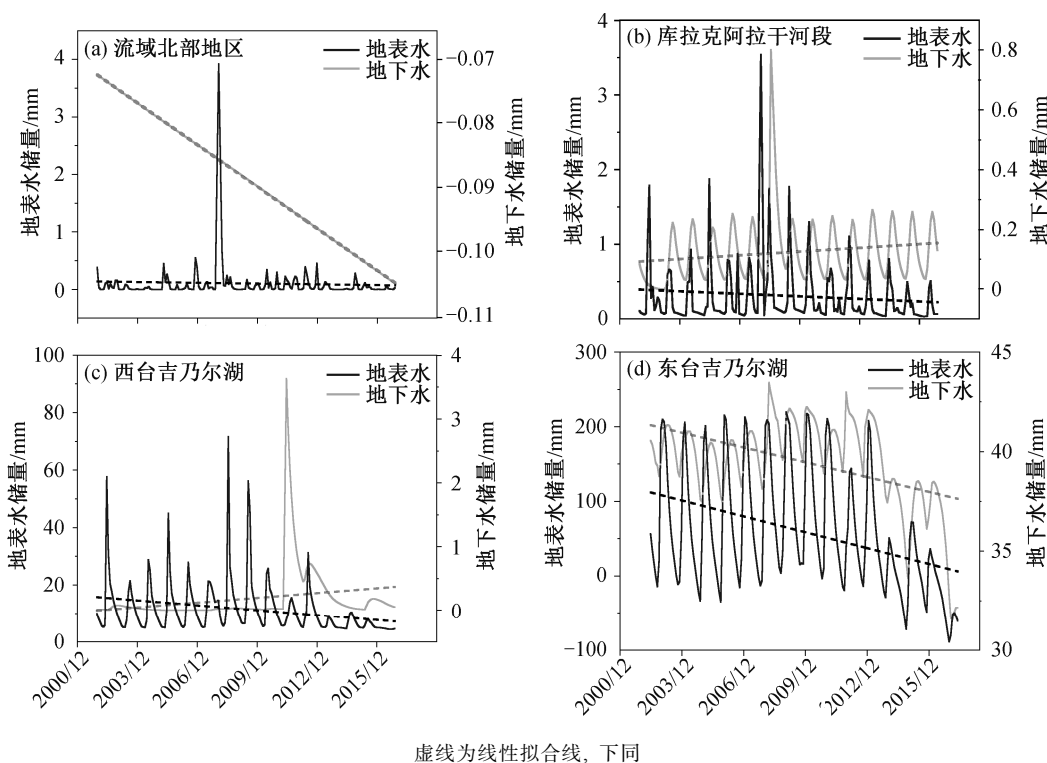 (a) 流域北部地区
地表水
地下水
地表水储量/mm
4
3
2
1
0
−0.07
−0.08
−0.09
−0.10
−0.11
地下水储量/mm
(b) 库拉克阿拉干河段
地表水
地下水
地表水储量/mm
4
3
2
1
0
0.8
0.6
0.4
0.2
0
地下水储量/mm
(c) 西台吉乃尔湖
地表水
地下水
地表水储量/mm
100
80
60
40
20
0
4
3
2
1
0
地下水储量/mm
2000/12
2003/12
2006/12
2009/12
2012/12
2015/12
(d) 东台吉乃尔湖
地表水
地下水
地表水储量/mm
300
200
100
0
−100
45
40
35
30
地下水储量/mm
2000/12
2003/12
2006/12
2009/12
2012/12
2015/12
虚线为线性拟合线, 下同